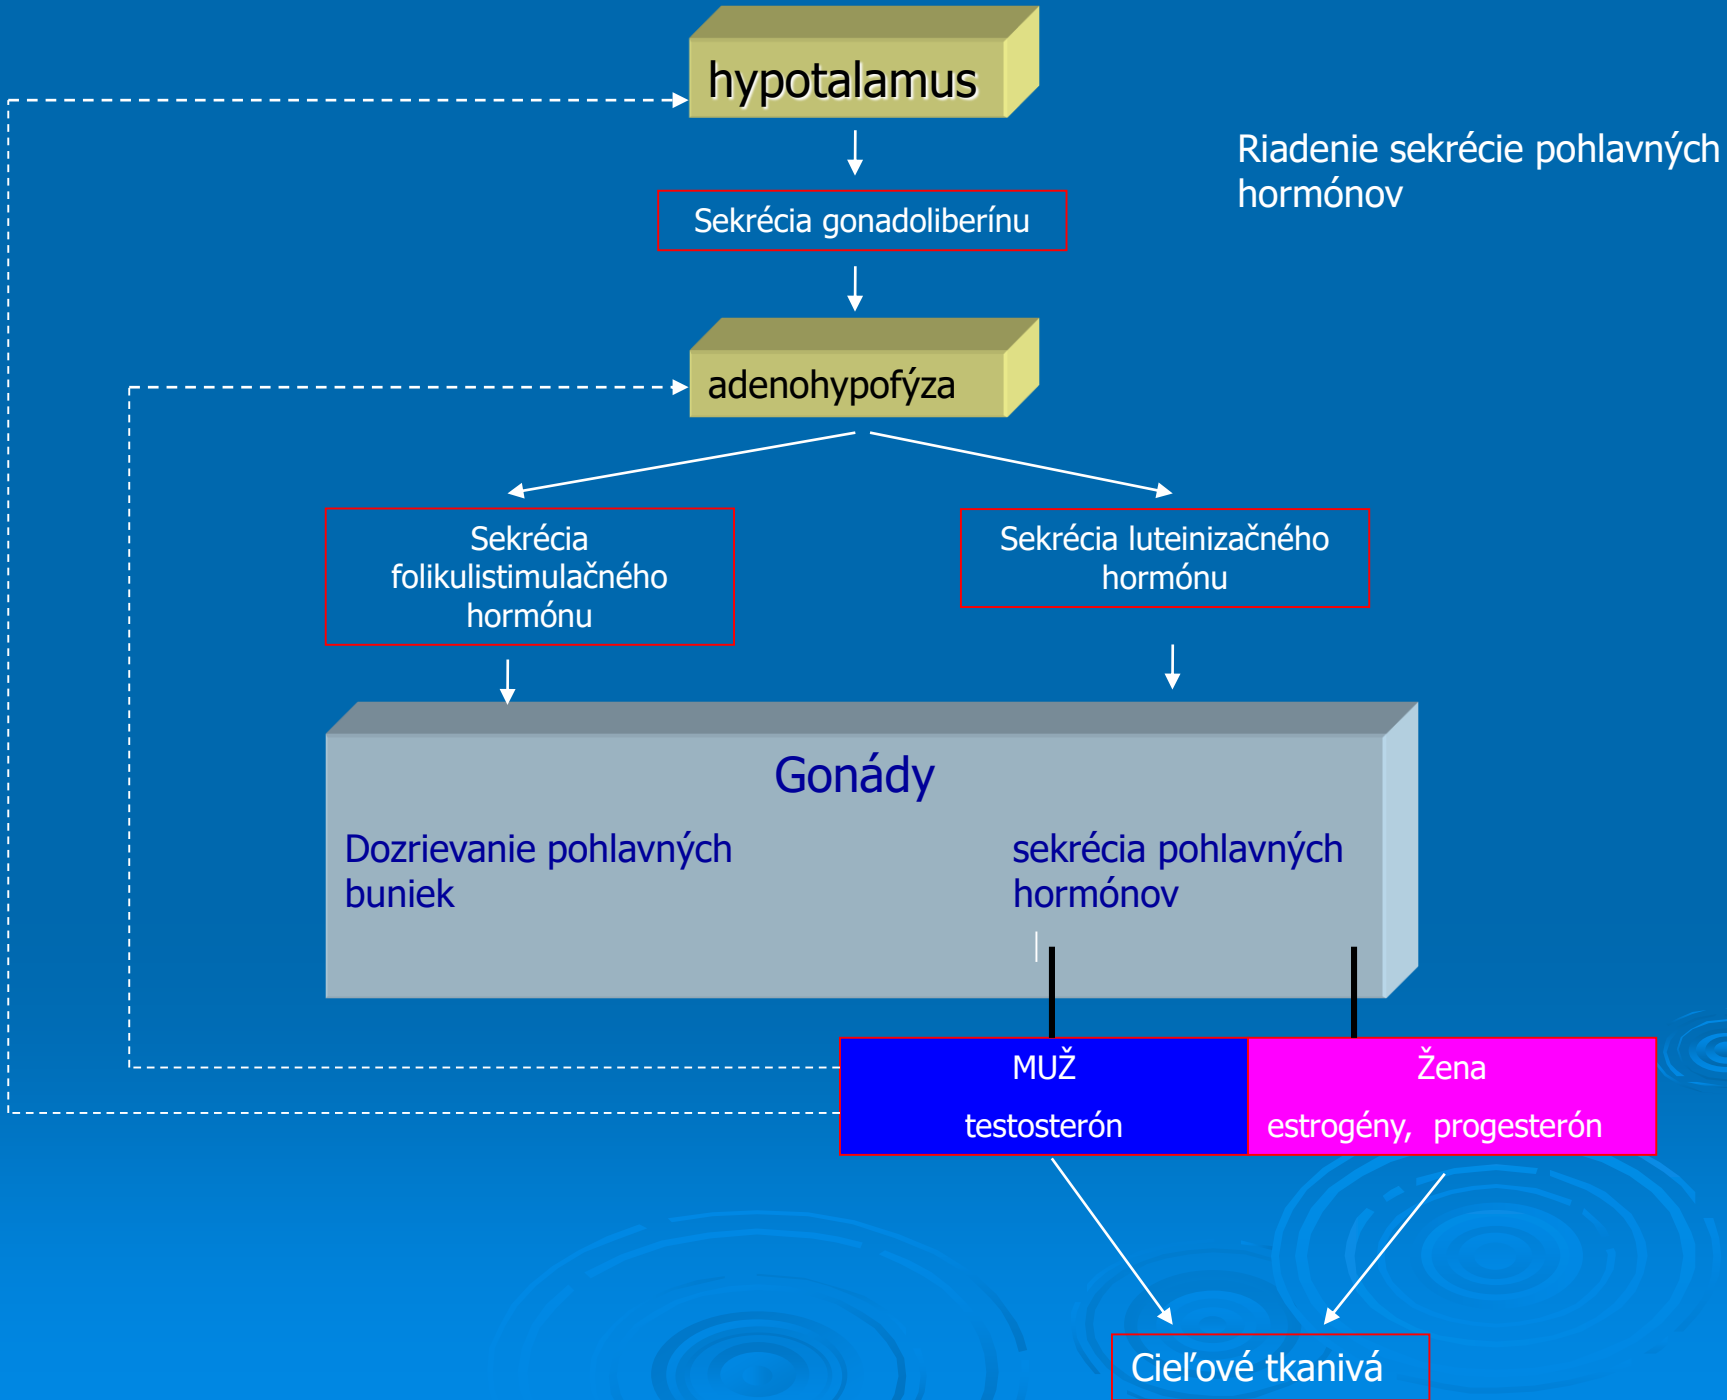 hypotalamus
Riadenie sekrécie pohlavných
hormónov
Sekrécia gonadoliberínu
adenohypofýza
Sekrécia
folikulistimulačného
hormónu
Sekrécia luteinizačného
hormónu
Gonády
Dozrievanie pohlavných
buniek
sekrécia pohlavných
hormónov
MUŽ
testosterón
Žena
estrogény, progesterón
Cieľové tkanivá